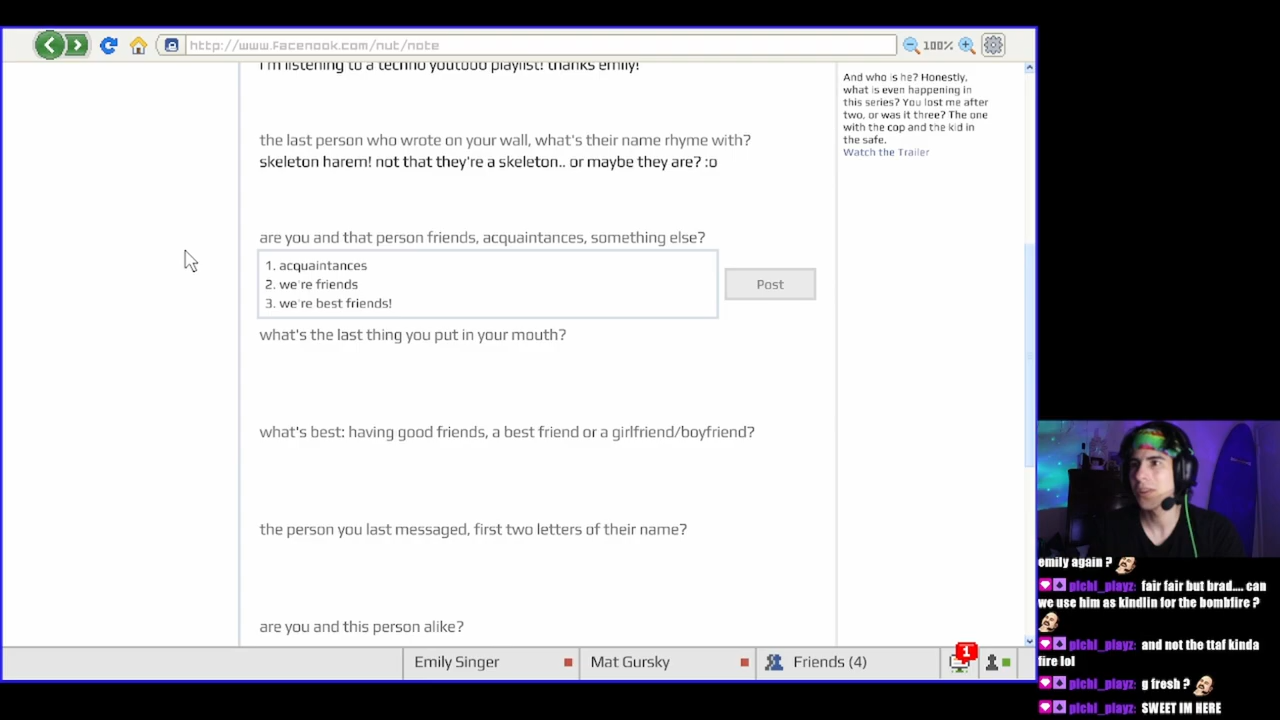 http://www.facenook.com/nut/note
100%
I'm listening to a techno youtoob playlist! thanks emily!
the last person who wrote on your wall, what's their name rhyme with?
skeleton harem! not that they're a skeleton.. or maybe they are? :o
are you and that person friends, acquaintances, something else?
1. acquaintances
2. we're friends
3. we're best friends!
Post
what's the last thing you put in your mouth?
what's best: having good friends, a best friend or a girlfriend/boyfriend?
the person you last messaged, first two letters of their name?
are you and this person alike?
And who is he? Honestly,
what is even happening in
this series? You lost me after
two, or was it three? The one
with the cop and the kid in
the safe.
Watch the Trailer
Emily Singer
Mat Gursky
Friends (4)
1
emily again ?
plchl_playz: fair fair but brad.... can
we use him as kindlin for the bombfire ?
plchl_playz: and not the ttaf kinda
fire lol
plchl_playz: g fresh ?
plchl_playz: SWEET IM HERE